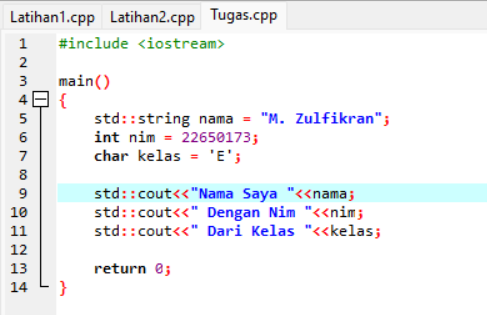 Latihan1.cpp Latihan2.cpp Tugas.cpp
1 #include <iostream>
2
3 main()
4 {
5 std::string nama = "M. Zulfikran";
6 int nim = 22650173;
7 char kelas = 'E';
8
9 std::cout<<"Nama Saya "<<nama;
10 std::cout<<" Dengan Nim "<<nim;
11 std::cout<<" Dari Kelas "<<kelas;
12
13 return 0;
14 }